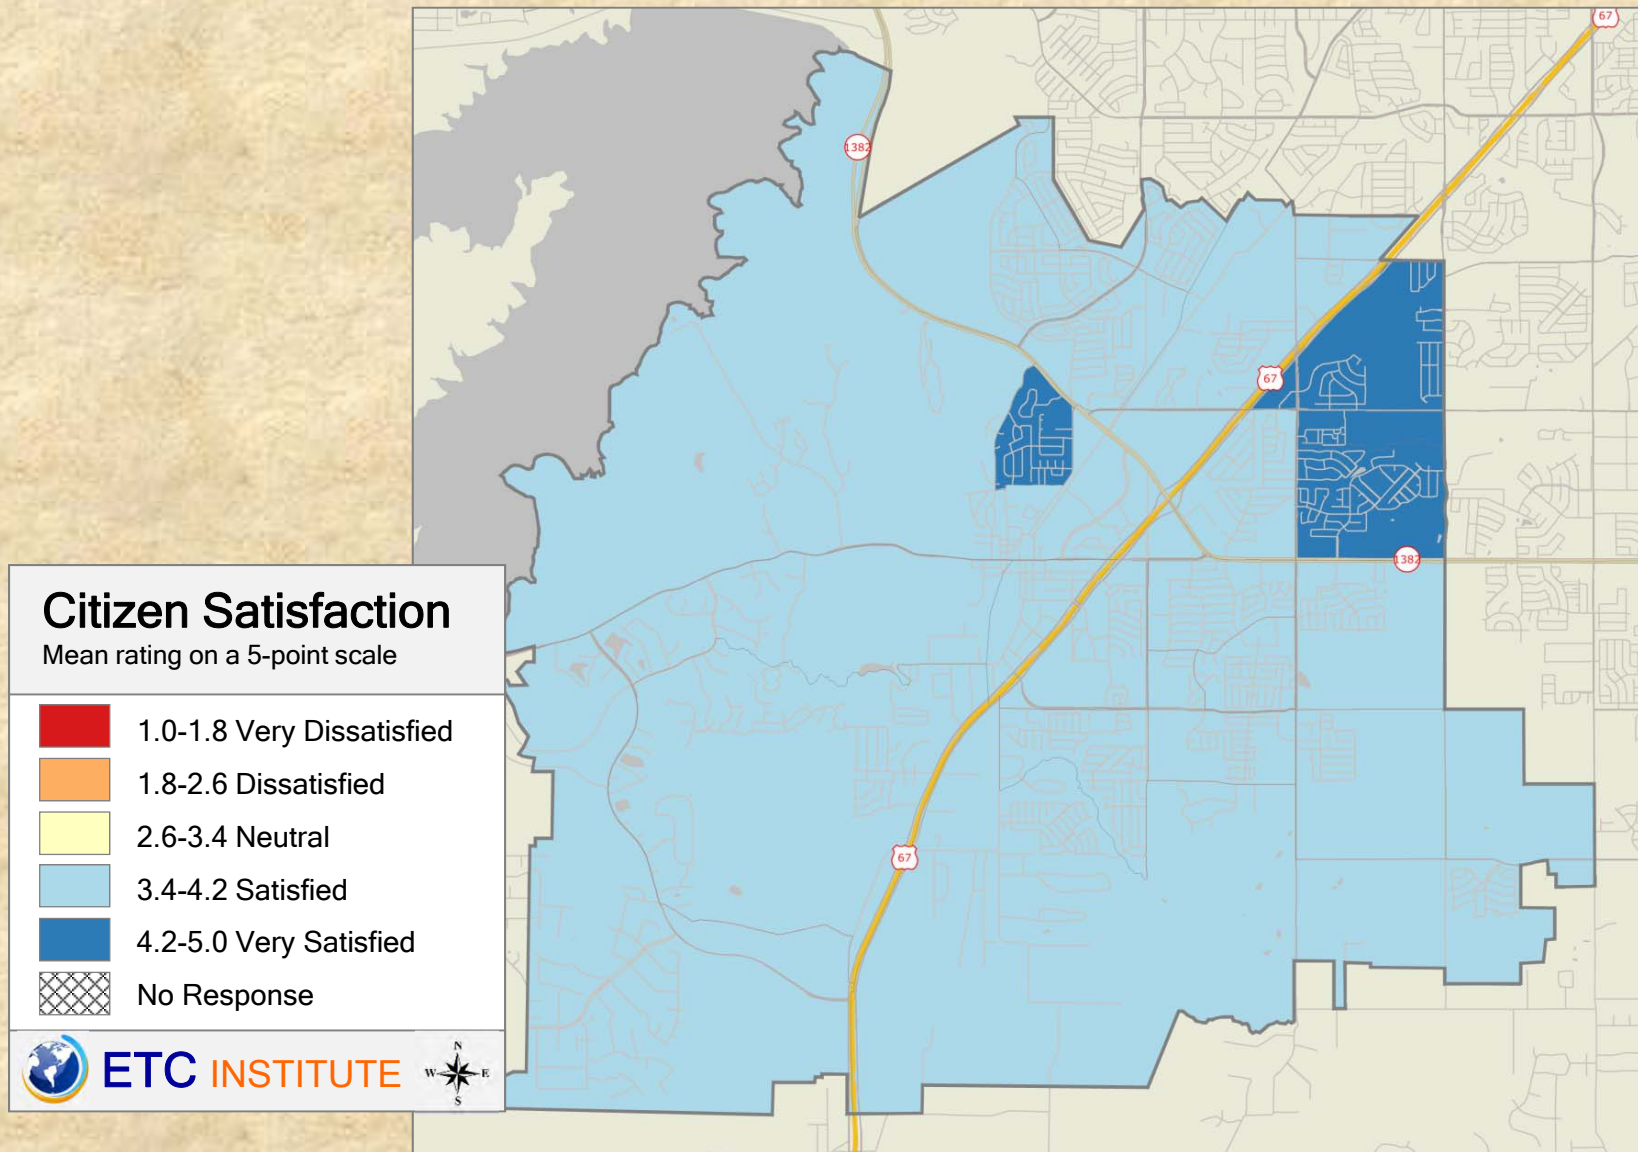 67
1382
67
1382
67
Citizen Satisfaction
Mean rating on a 5-point scale
1.0-1.8 Very Dissatisfied
1.8-2.6 Dissatisfied
2.6-3.4 Neutral
3.4-4.2 Satisfied
4.2-5.0 Very Satisfied
No Response
ETC INSTITUTE
N
W E
S